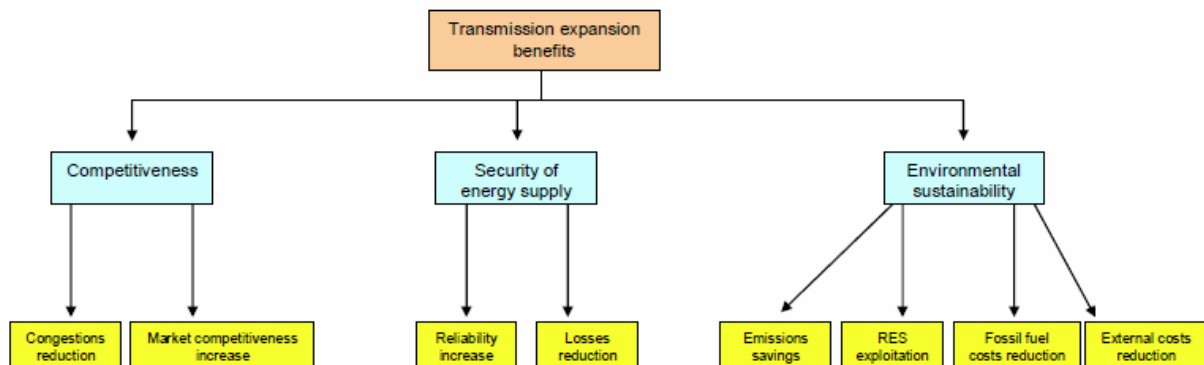 Transmission expansion
benefits
Competitiveness
Security of
energy supply
Environmental
sustainability
Congestions
reduction
Market competitiveness
increase
Reliability
increase
Losses
reduction
Emissions
savings
RES
exploitation
Fossil fuel
costs reduction
External costs
reduction